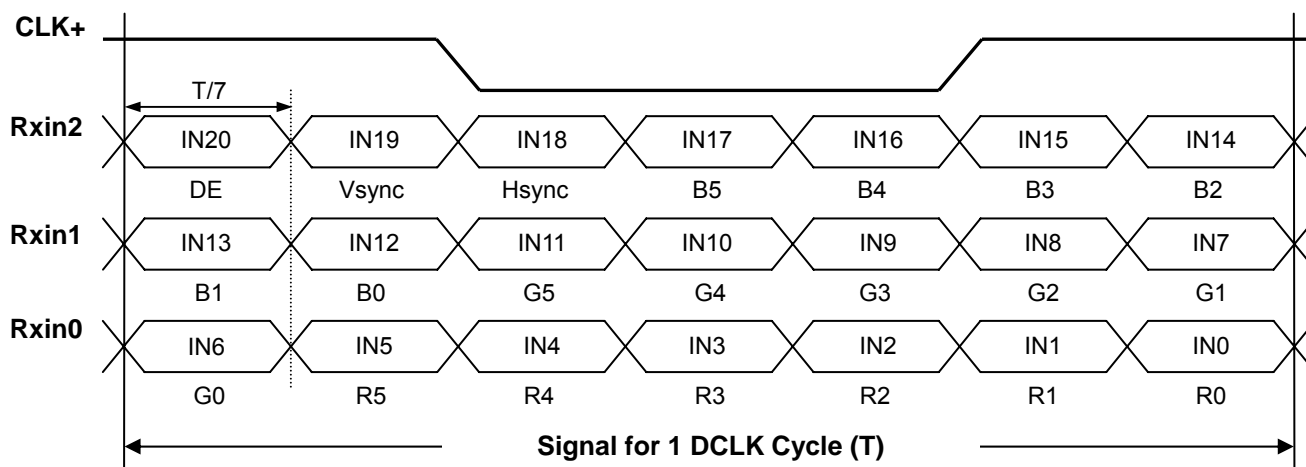 CLK+
T/7
Rxin2 IN20 IN19 IN18 IN17 IN16 IN15 IN14
DE Vsync Hsync B5 B4 B3 B2
Rxin1 IN13 IN12 IN11 IN10 IN9 IN8 IN7
B1 B0 G5 G4 G3 G2 G1
Rxin0 IN6 IN5 IN4 IN3 IN2 IN1 IN0
G0 R5 R4 R3 R2 R1 R0
Signal for 1 DCLK Cycle (T)